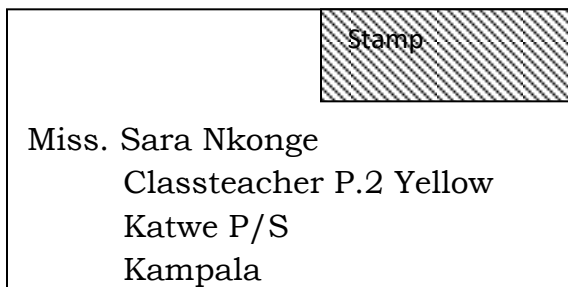 Stamp
Miss. Sara Nkonge
Classteacher P.2 Yellow
Katwe P/S
Kampala